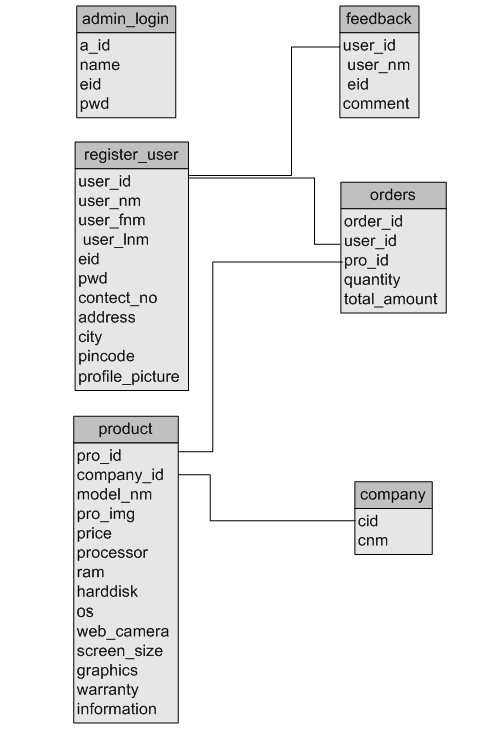 admin_login
a_id
name
eid
pwd
feedback
user_id
user_nm
eid
comment
register_user
user_id
user_nm
user_fnm
user_lnm
eid
pwd
contect_no
address
city
pincode
profile_picture
orders
order_id
user_id
pro_id
quantity
total_amount
product
pro_id
company_id
model_nm
pro_img
price
processor
ram
harddisk
os
web_camera
screen_size
graphics
warranty
information
company
cid
cnm